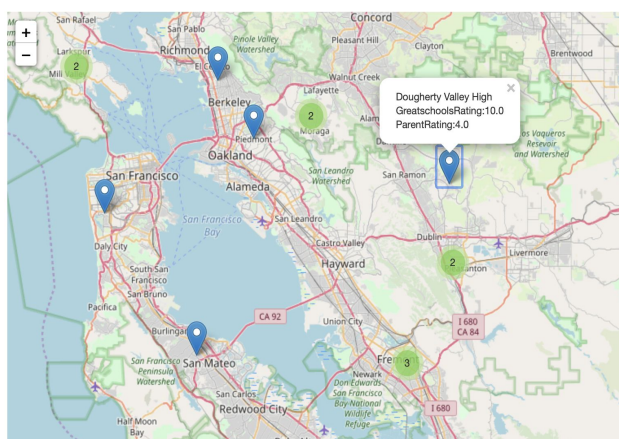 +
−
San Rafael
San Pablo
Concord
Pinole Valley
Watershed
Pleasant Hill
Clayton
Brentwood
Larkspur
Richmond
El Cerrito
2
Mill Valley
Walnut Creek
Lafayette
Berkeley
2
Moraga
Piedmont
Oakland
Dougherty Valley High
GreatschoolsRating:10.0
ParentRating:4.0
×
Los Vaqueros
Resevoir
and Watershed
San Leandro
Watershed
San Ramon
San Francisco
Alameda
San Francisco
Bay
San Leandro
Daly City
Castro Valley
Dublin
2
Livermore
Hayward
South San
Francisco
San Bruno
Pacifica
CA 92
Union City
I 680
CA 84
Burlingame
San Mateo
San Francisco
Peninsula
Watershed
3
Newark
Don Edwards
San Francisco
Bay National
Wildlife
Refuge
San Carlos
Redwood City
I 680
Half Moon
Bay